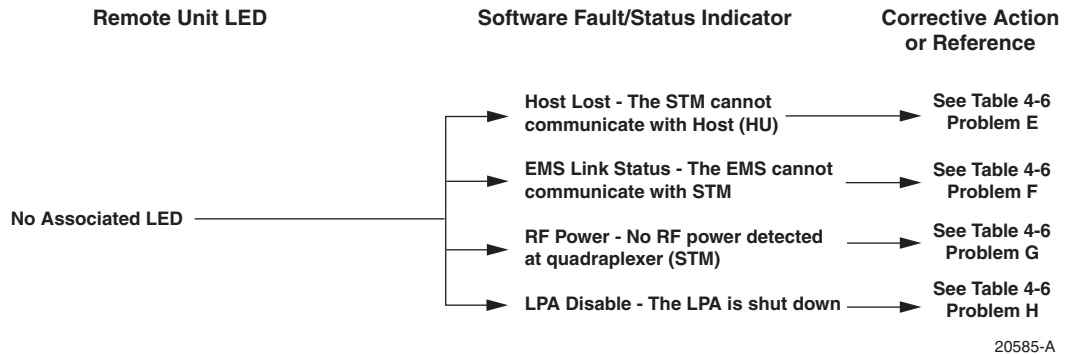 Remote Unit LED
Software Fault/Status Indicator
Corrective Action
or Reference
Host Lost - The STM cannot
communicate with Host (HU)
See Table 4-6
Problem E
EMS Link Status - The EMS cannot
communicate with STM
See Table 4-6
Problem F
No Associated LED
RF Power - No RF power detected
at quadraplexer (STM)
See Table 4-6
Problem G
LPA Disable - The LPA is shut down
See Table 4-6
Problem H
20585-A